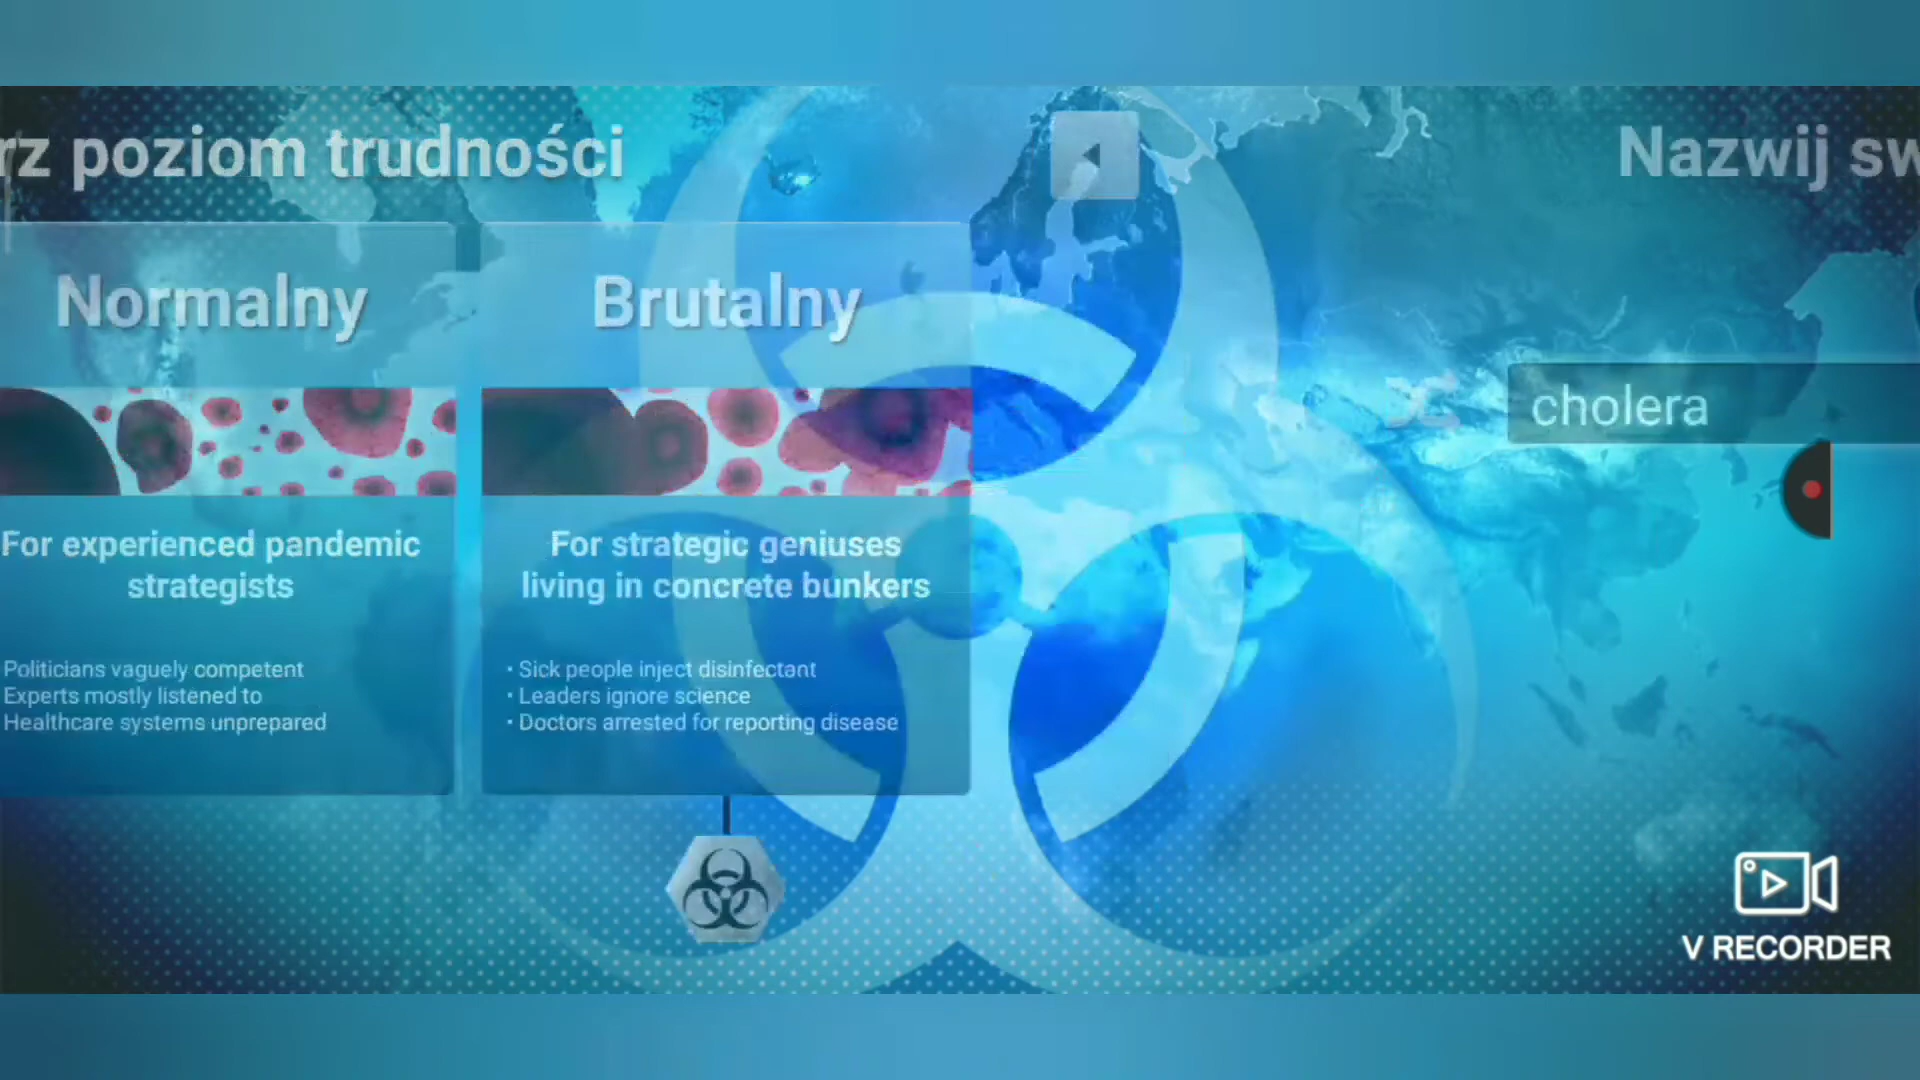 rz poziom trudności
Nazwij sw
Normalny
Brutalny
cholera
For experienced pandemic
strategists
For strategic geniuses
living in concrete bunkers
Politicians vaguely competent
Experts mostly listened to
Healthcare systems unprepared
• Sick people inject disinfectant
• Leaders ignore science
• Doctors arrested for reporting disease
V RECORDER